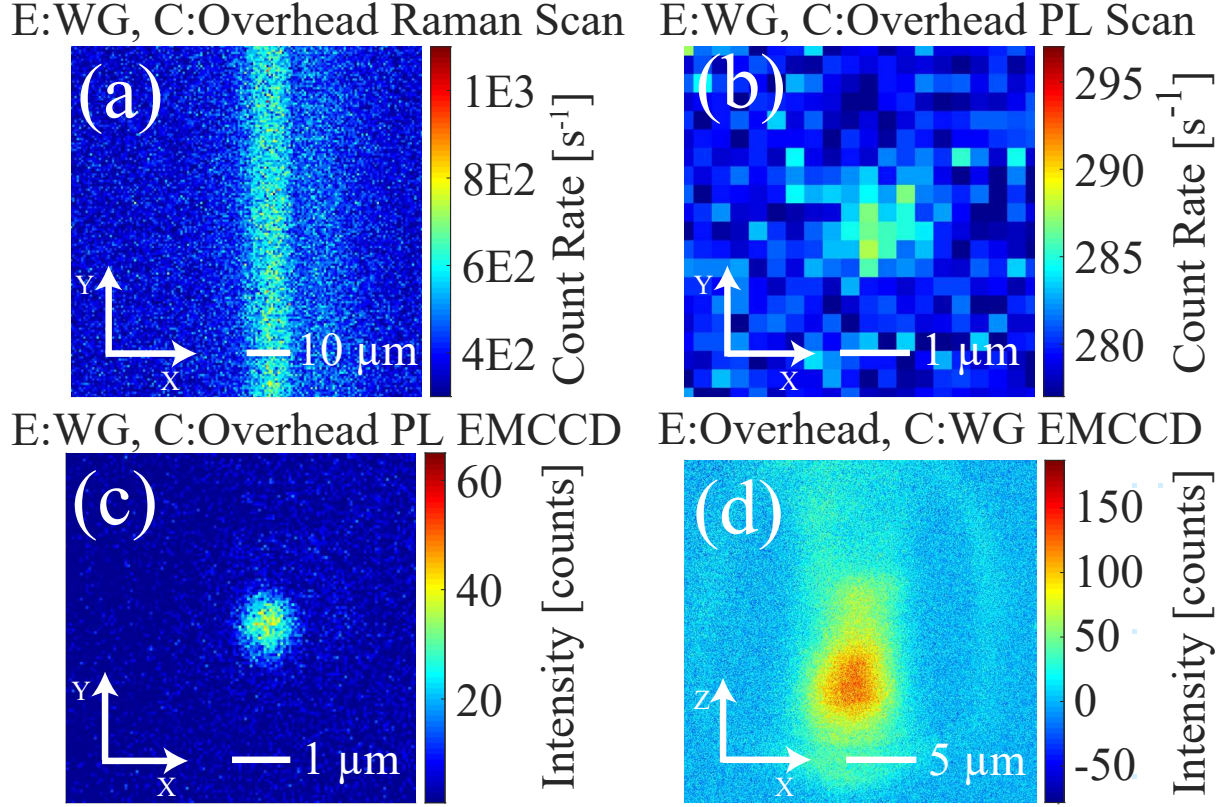 E:WG, C:Overhead Raman Scan
(a)
1E3
8E2
6E2
4E2
Count Rate [s⁻¹]
Y
X
10 µm
E:WG, C:Overhead PL Scan
(b)
295
290
285
280
Count Rate [s⁻¹]
Y
X
1 µm
E:WG, C:Overhead PL EMCCD
(c)
60
40
20
Intensity [counts]
Y
X
1 µm
E:Overhead, C:WG EMCCD
(d)
150
100
50
0
-50
Intensity [counts]
Z
X
5 µm